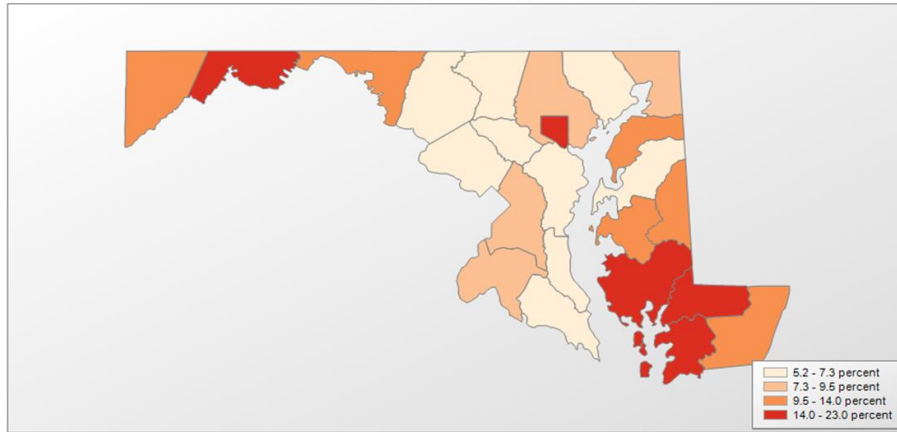 5.2 - 7.3 percent
7.3 - 9.5 percent
9.5 - 14.0 percent
14.0 - 23.0 percent